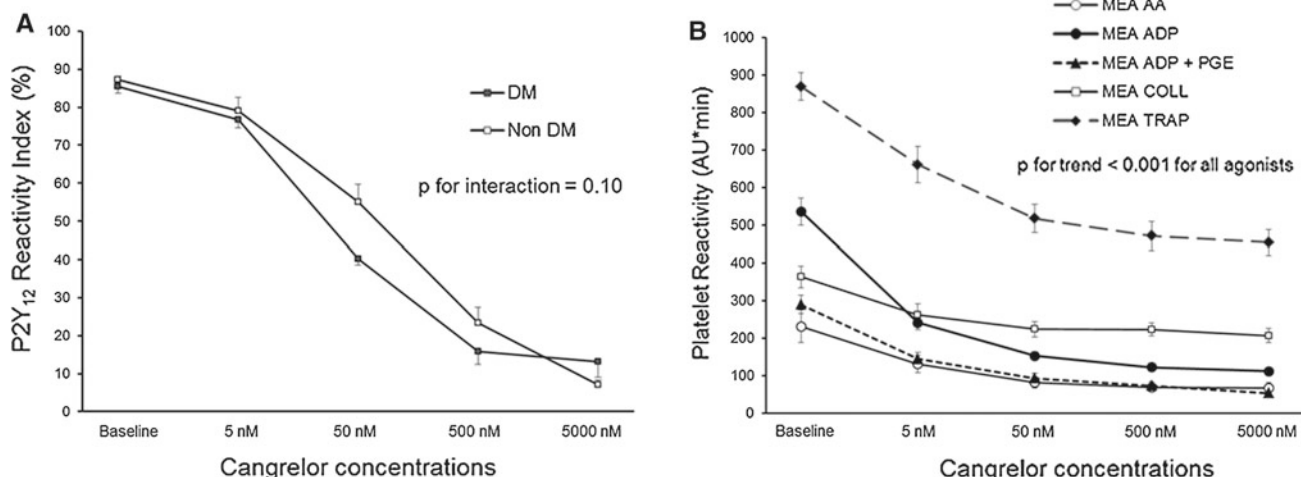 A
100
90
80
70
60
50
40
30
20
10
0
P2Y12 Reactivity Index (%)
DM
Non DM
p for interaction = 0.10
Baseline 5 nM 50 nM 500 nM 5000 nM
Cangrelor concentrations
B
MEA AA
MEA ADP
MEA ADP + PGE
MEA COLL
MEA TRAP
1000
900
800
700
600
500
400
300
200
100
0
Platelet Reactivity (AU*min)
p for trend < 0.001 for all agonists
Baseline 5 nM 50 nM 500 nM 5000 nM
Cangrelor concentrations